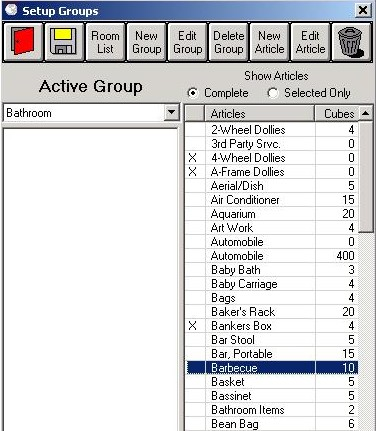 Setup Groups
Room List
New Group
Edit Group
Delete Group
New Article
Edit Article
Active Group
Show Articles
Complete
Selected Only
Bathroom
Articles Cubes
2-Wheel Dollies 4
3rd Party Srvc. 0
X 4-Wheel Dollies 0
X A-Frame Dollies 0
Aerial/Dish 5
Air Conditioner 15
Aquarium 20
Art Work 4
Automobile 0
Automobile 400
Baby Bath 3
Baby Carriage 4
Bags 4
Baker's Rack 20
X Bankers Box 4
Bar Stool 5
Bar, Portable 15
Barbecue 10
Basket 5
Bassinet 5
Bathroom Items 2
Bean Bag 6